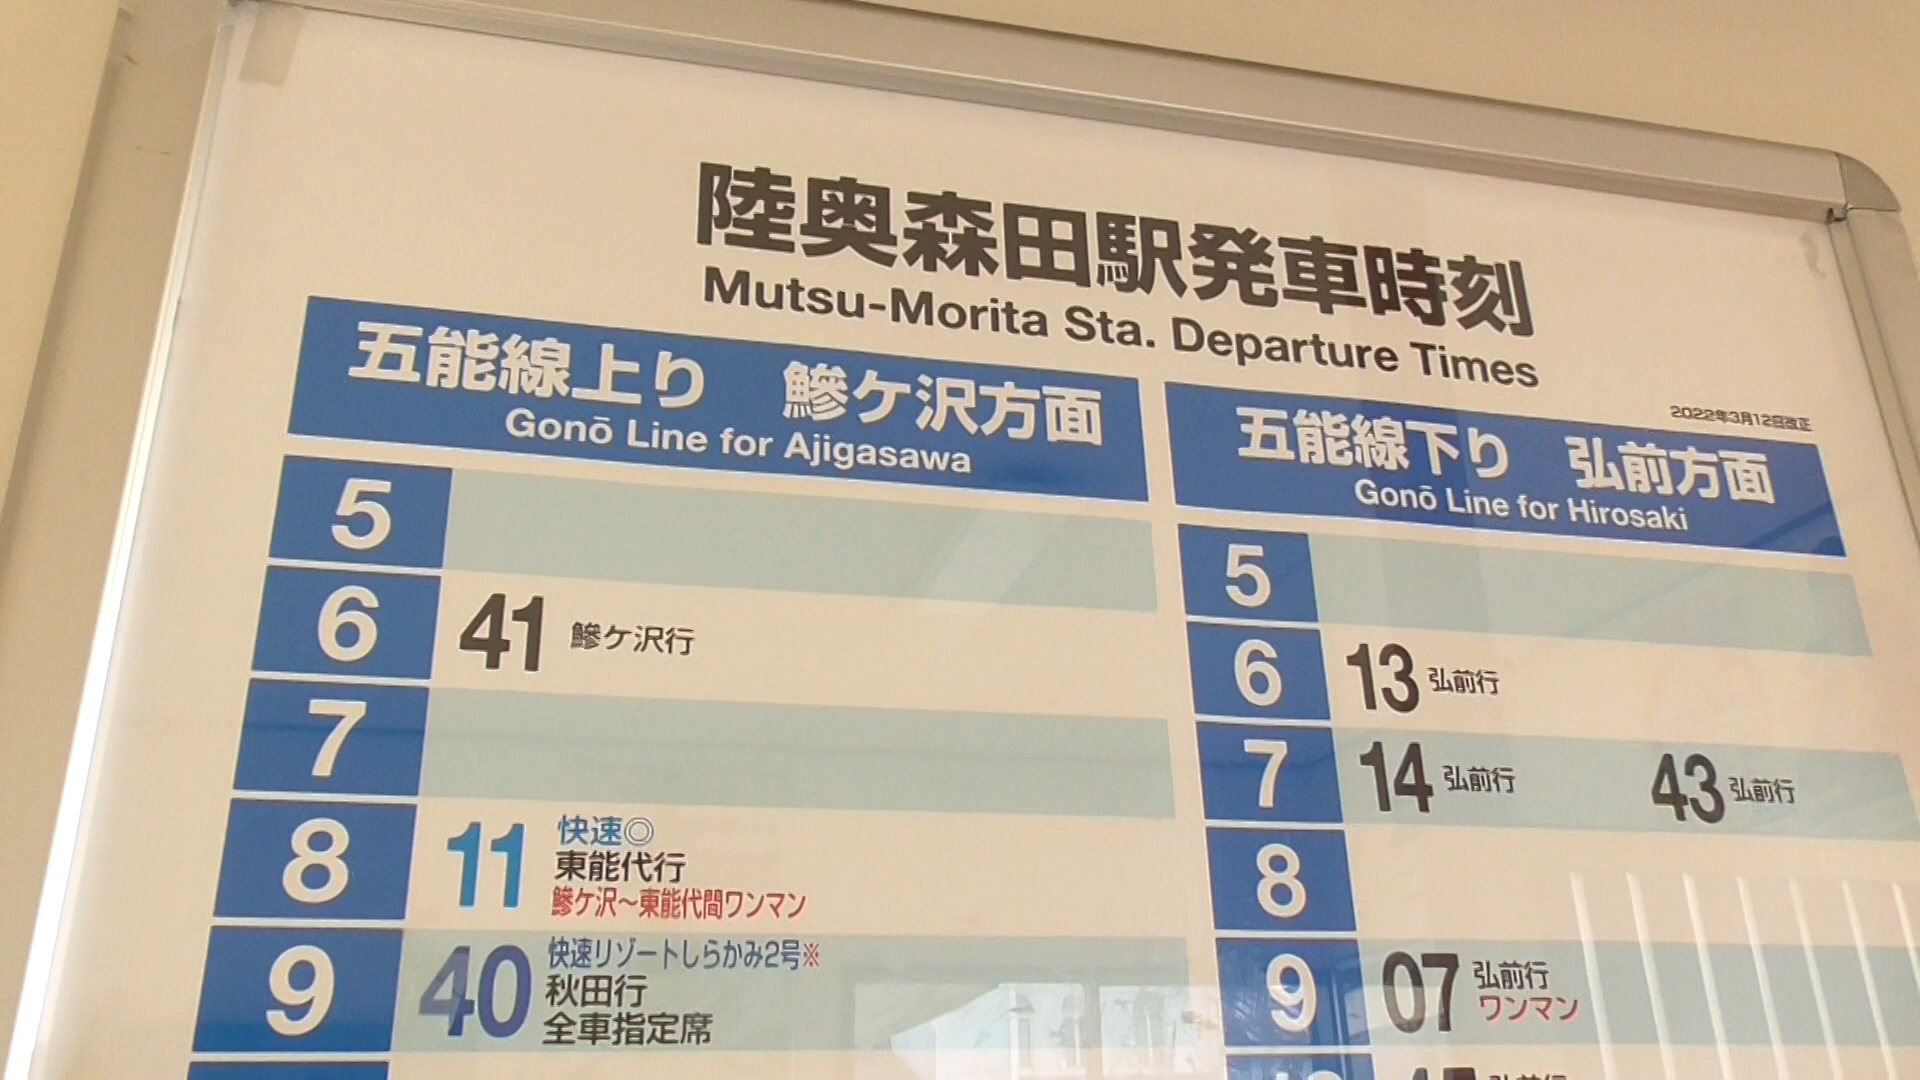 陸奥森田駅発車時刻
Mutsu-Morita Sta. Departure Times
2022年3月12日改正
五能線上り 鰺ケ沢方面
Gonō Line for Ajigasawa
5
6 41 鰺ケ沢行
7
8 11 快速◎
東能代行
鰺ケ沢〜東能代間ワンマン
9 40 快速リゾートしらかみ2号※
秋田行
全車指定席
五能線下り 弘前方面
Gonō Line for Hirosaki
5
6 13 弘前行
7 14 弘前行 43 弘前行
8
9 07 弘前行
ワンマン